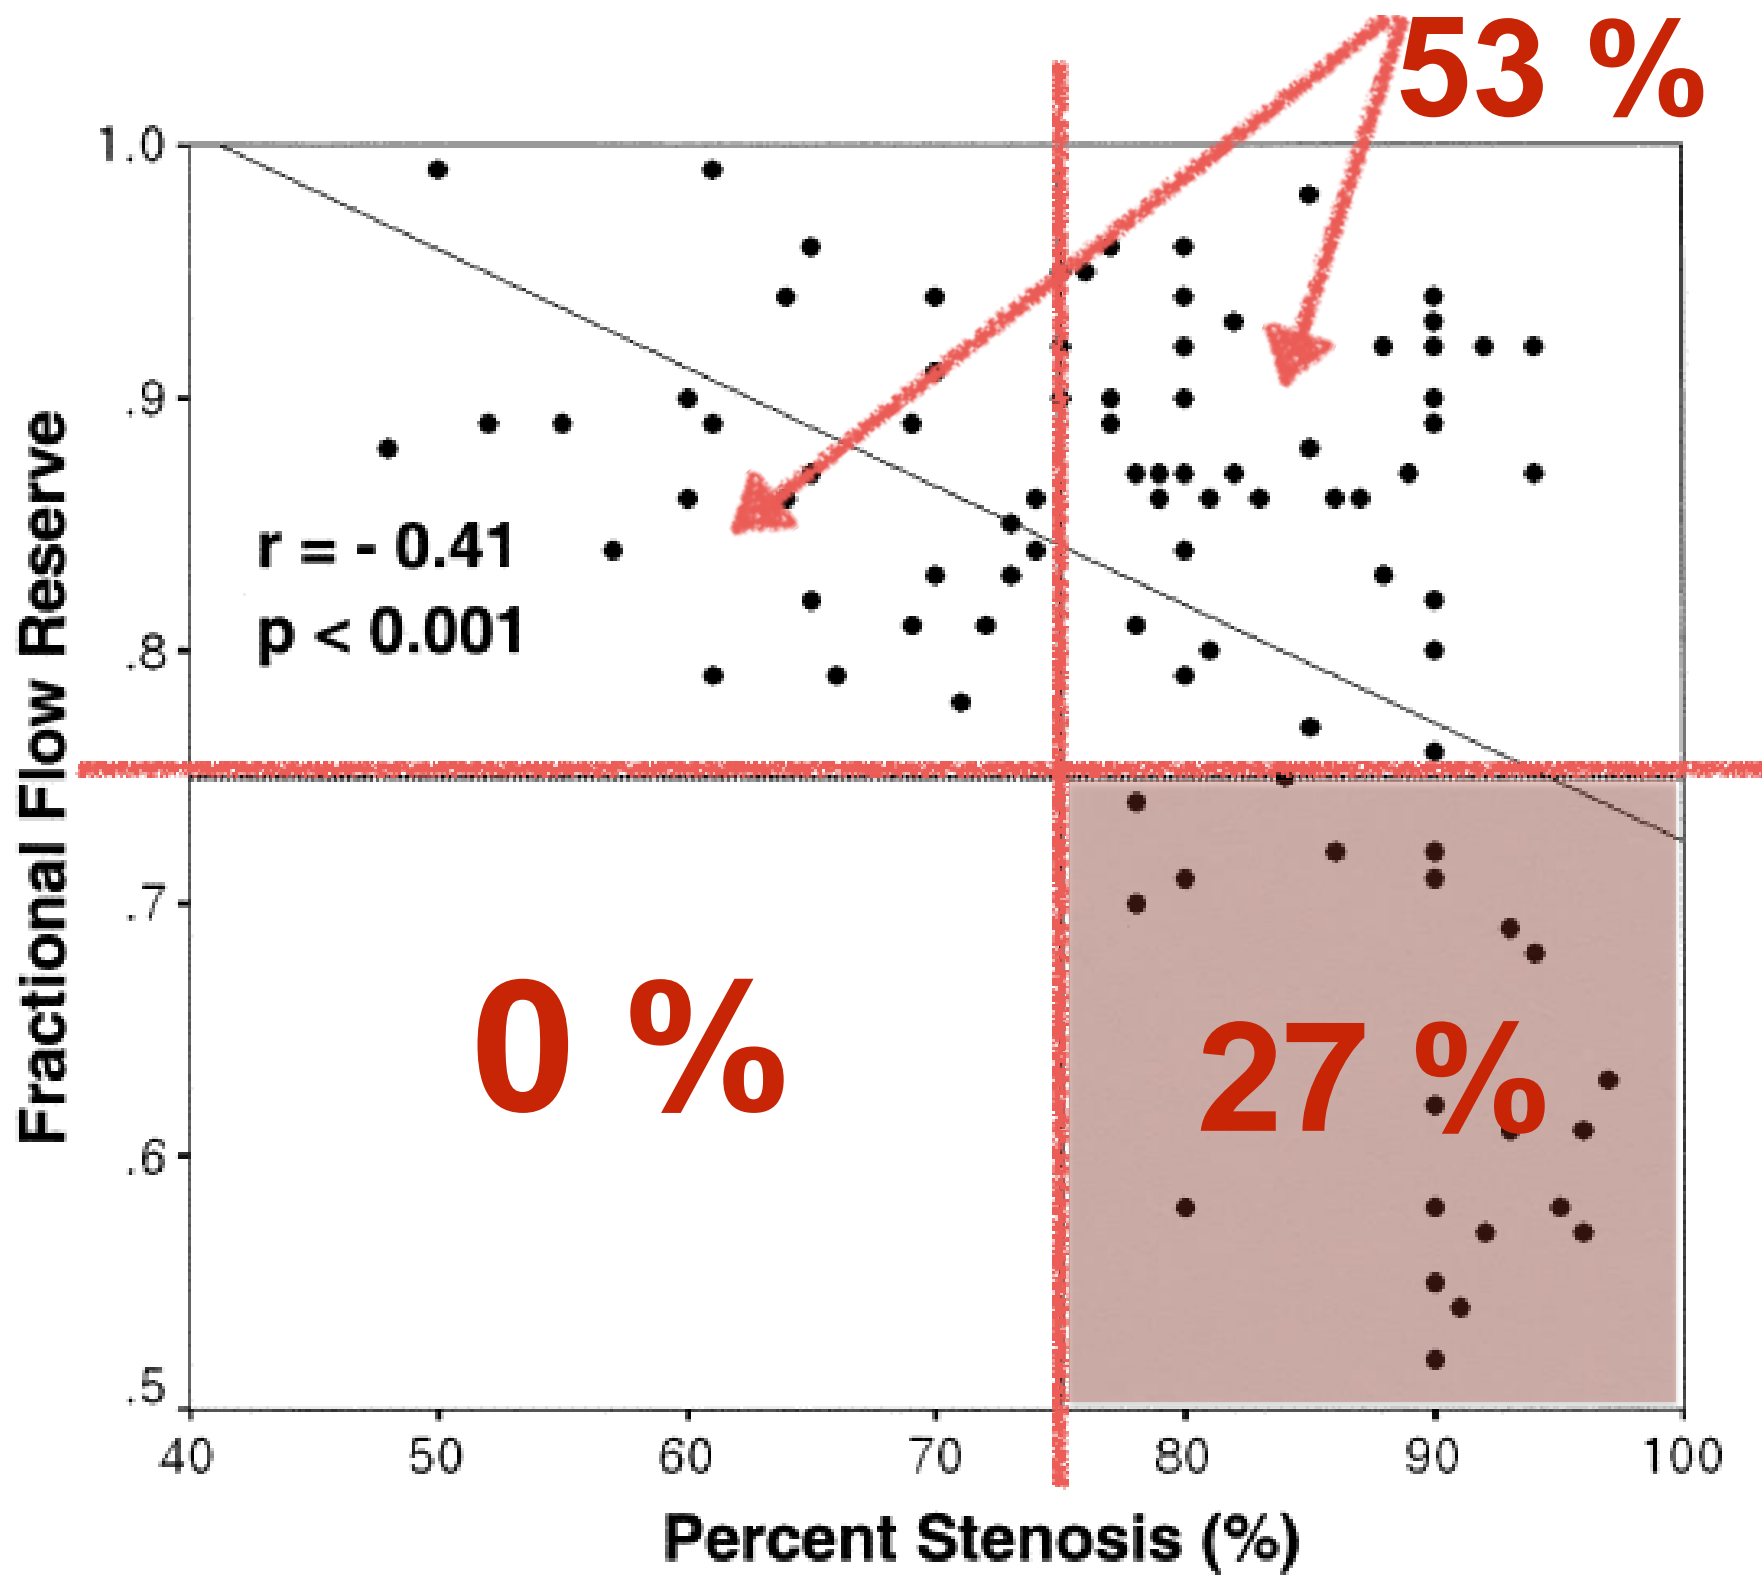 53 %
1.0
.9
.8
.7
.6
.5
Fractional Flow Reserve
r = - 0.41
p < 0.001
0 %
27 %
40 50 60 70 80 90 100
Percent Stenosis (%)